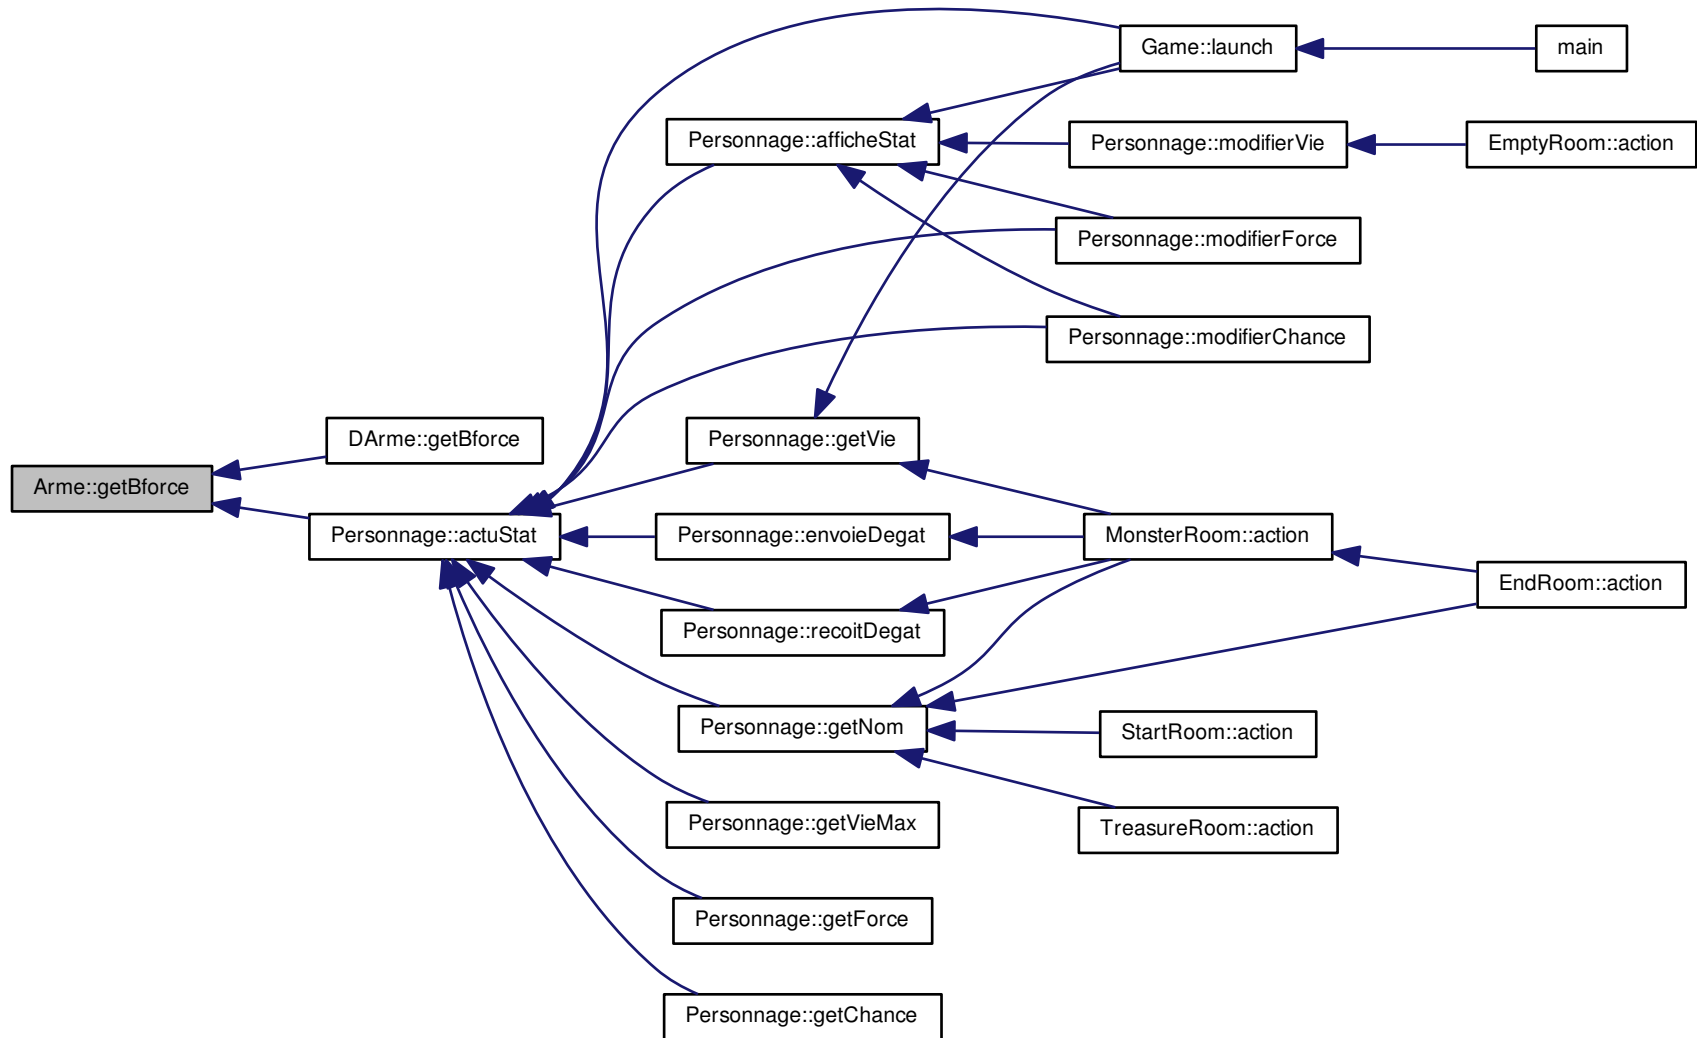 Game::launch
main
Personnage::afficheStat
Personnage::modifierVie
EmptyRoom::action
Personnage::modifierForce
Personnage::modifierChance
DArme::getBforce
Personnage::getVie
Arme::getBforce
Personnage::actuStat
Personnage::envoieDegat
MonsterRoom::action
EndRoom::action
Personnage::recoitDegat
Personnage::getNom
StartRoom::action
Personnage::getVieMax
TreasureRoom::action
Personnage::getForce
Personnage::getChance